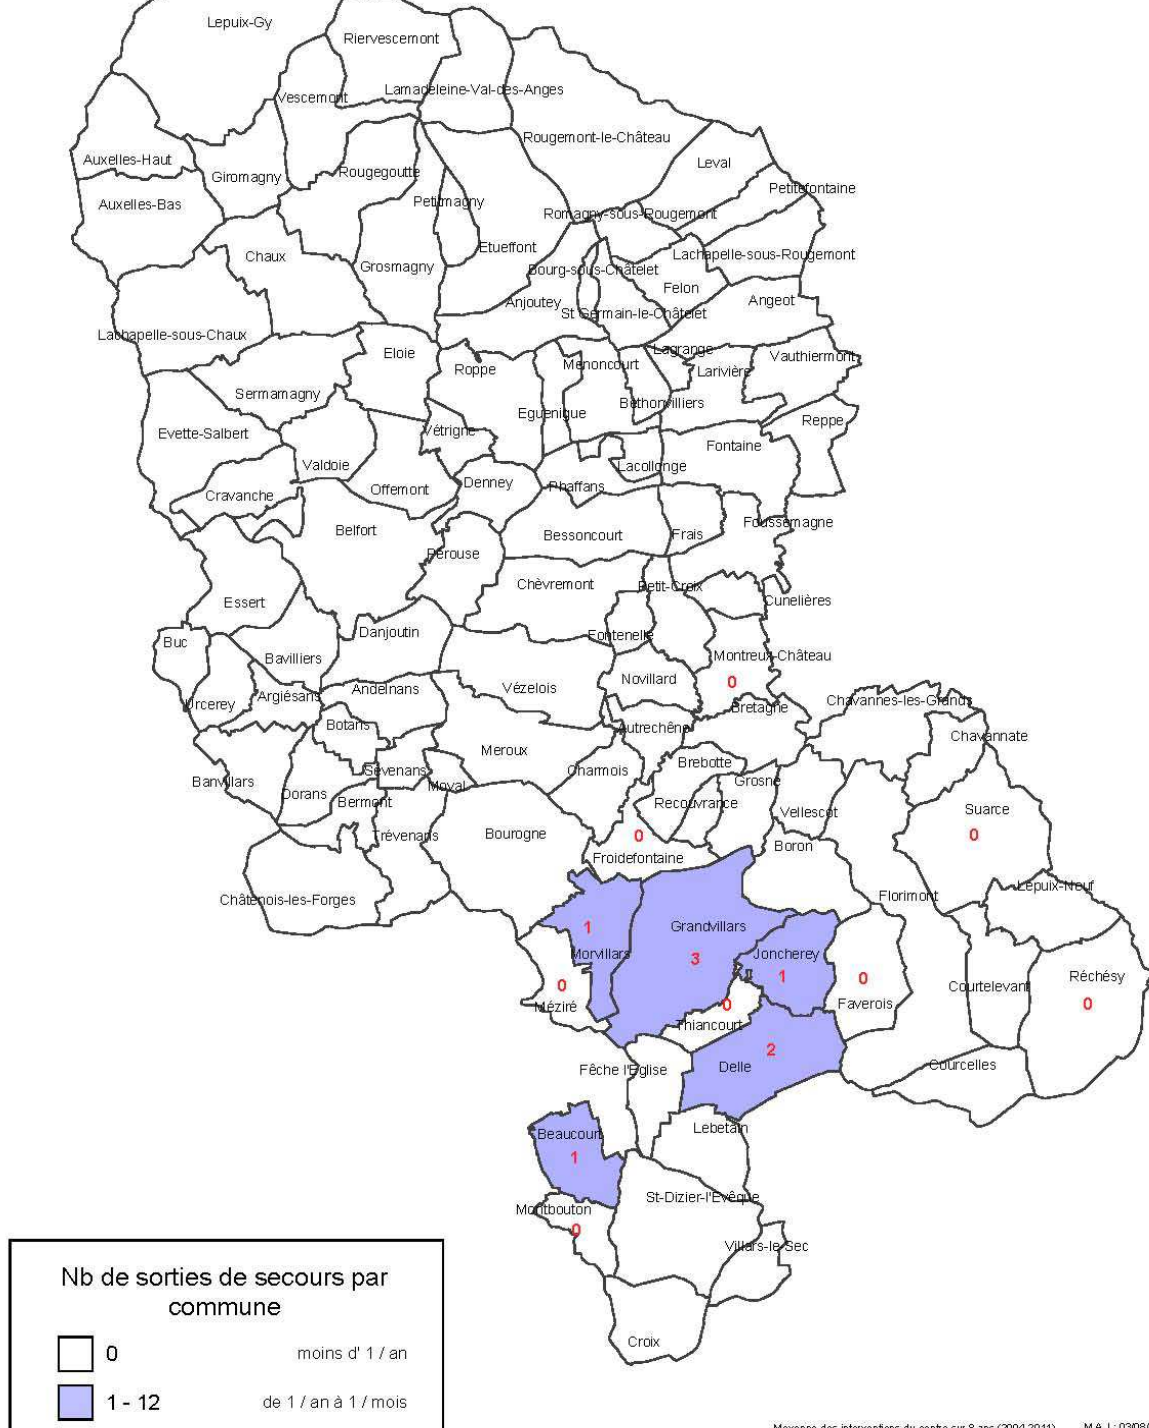 Lepuix-Gy
Riervescemont
Lamadeleine-Val-des-Anges
Vescemont
Rougemont-le-Château
Auxelles-Haut
Leval
Giromagny
Rougegoutte
Petitefontaine
Auxelles-Bas
Petitmagny
Romagny-sous-Rougemont
Etueffont
Chaux
Lachapelle-sous-Rougemont
Grosmagny
Bourg-sous-Châtelet
Felon
Anjoutey
Angeot
St Germain-le-Châtelet
Lachapelle-sous-Chaux
Eloie
Lagrange
Vauthiermont
Roppe
Menoncourt
Larivière
Sermamagny
Bethonvilliers
Eguenigue
Reppe
Evette-Salbert
Vétrigne
Fontaine
Valdoie
Lacollonge
Denney
Phaffans
Cravanche
Offemont
Foussemagne
Belfort
Bessoncourt
Frais
Perouse
Chèvremont
Petit-Croix
Essert
Cunelières
Danjoutin
Fontenelle
Buc
Bavilliers
Montreux-Château
Novillard
0
Andelnans
Vézelois
Argiésans
Urcerey
Chavannes-les-Grands
Bretagne
Botans
Autrechêne
Chavannate
Meroux
Brebotte
Sévenans
Charmois
Banvillars
Moval
Grosne
Dorans
Bermont
Recouvrance
Vellescot
Suarce
Trévenans
Bourogne
0
0
Boron
Froidefontaine
Lepuix-Neuf
Châtenois-les-Forges
Florimont
Grandvillars
1
Morvillars
Joncherey
3
1
0
Réchésy
0
Courtelevant
Méziré
0
Faverois
0
Thiancourt
2
Delle
Fêche l'Eglise
Courcelles
Lebetain
Beaucourt
1
St-Dizier-l'Evêque
Montbouton
0
Villars-le-Sec
Croix
Nb de sorties de secours par
commune
0 moins d' 1 / an
1 - 12 de 1 / an à 1 / mois